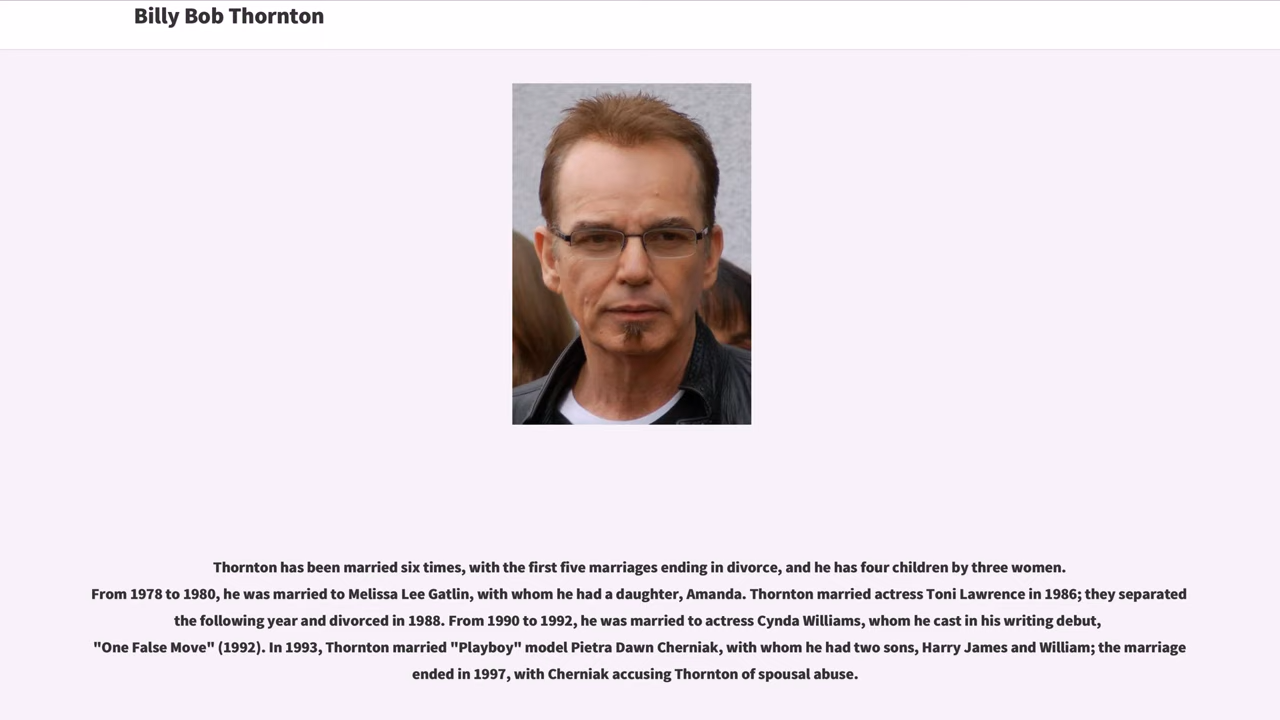 Billy Bob Thornton
Thornton has been married six times, with the first five marriages ending in divorce, and he has four children by three women.
From 1978 to 1980, he was married to Melissa Lee Gatlin, with whom he had a daughter, Amanda. Thornton married actress Toni Lawrence in 1986; they separated
the following year and divorced in 1988. From 1990 to 1992, he was married to actress Cynda Williams, whom he cast in his writing debut,
"One False Move" (1992). In 1993, Thornton married "Playboy" model Pietra Dawn Cherniak, with whom he had two sons, Harry James and William; the marriage
ended in 1997, with Cherniak accusing Thornton of spousal abuse.